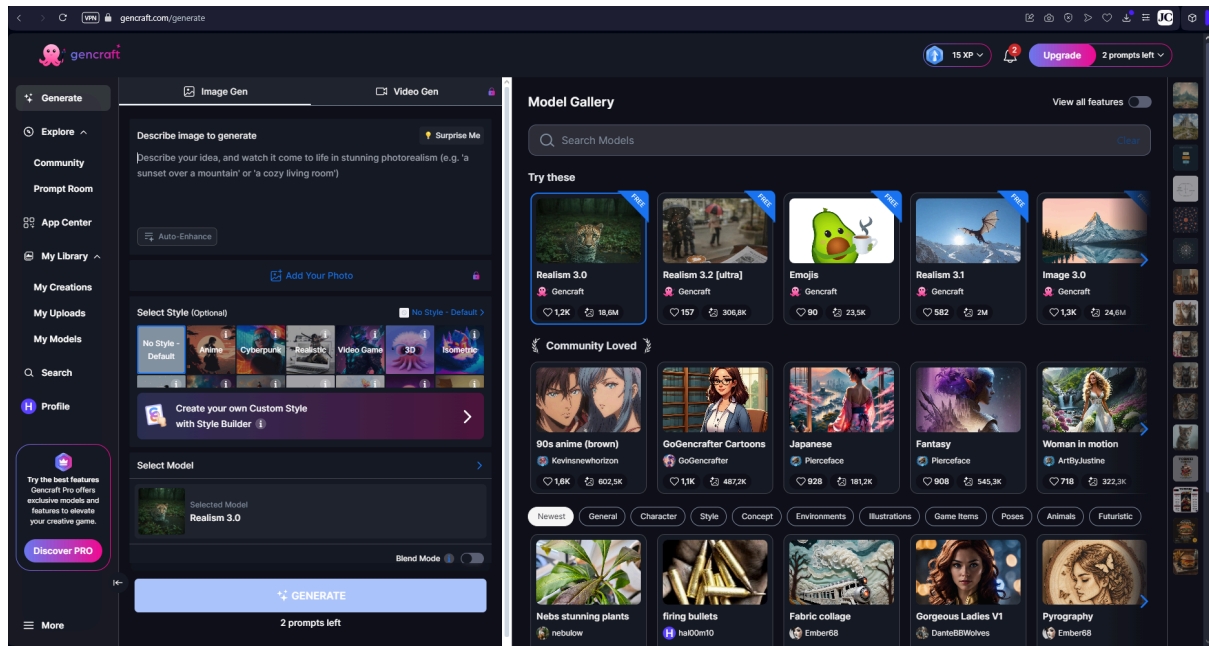 VPN gencraft.com/generate
JC
gencraft
15 XP
2
Upgrade 2 prompts left
Generate
Explore
Community
Prompt Room
App Center
My Library
My Creations
My Uploads
My Models
Search
H Profile
Try the best features
Gencraft Pro offers
exclusive models and
features to elevate
your creative game.
Discover PRO
More
Image Gen Video Gen
Describe image to generate
Surprise Me
Describe your idea, and watch it come to life in stunning photorealism (e.g. 'a
sunset over a mountain' or 'a cozy living room')
Auto-Enhance
Add Your Photo
Select Style (Optional) No Style - Default
No Style -
Default
Anime
Cyberpunk
Realistic
Video Game
3D
Isometric
Create your own Custom Style
with Style Builder
Select Model
Selected Model
Realism 3.0
Blend Mode
GENERATE
2 prompts left
Model Gallery View all features
Search Models Clear
Try these
FREE FREE FREE FREE
Realism 3.0 Realism 3.2 [ultra] Emojis Realism 3.1 Image 3.0
Gencraft Gencraft Gencraft Gencraft Gencraft
1,2K 18,6M 157 306,8K 90 23,5K 582 2M 1,3K 24,6M
Community Loved
90s anime (brown) GoGencrafter Cartoons Japanese Fantasy Woman in motion
Kevinsnewhorizon GoGencrafter Pierceface Pierceface ArtByJustine
1,6K 602,5K 1,1K 487,2K 928 181,2K 908 545,3K 718 322,3K
Newest General Character Style Concept Environments Illustrations Game Items Poses Animals Futuristic
Nebs stunning plants firing bullets Fabric collage Gorgeous Ladies V1 Pyrography
nebulow H hal00m10 Ember68 DanteBBWolves Ember68